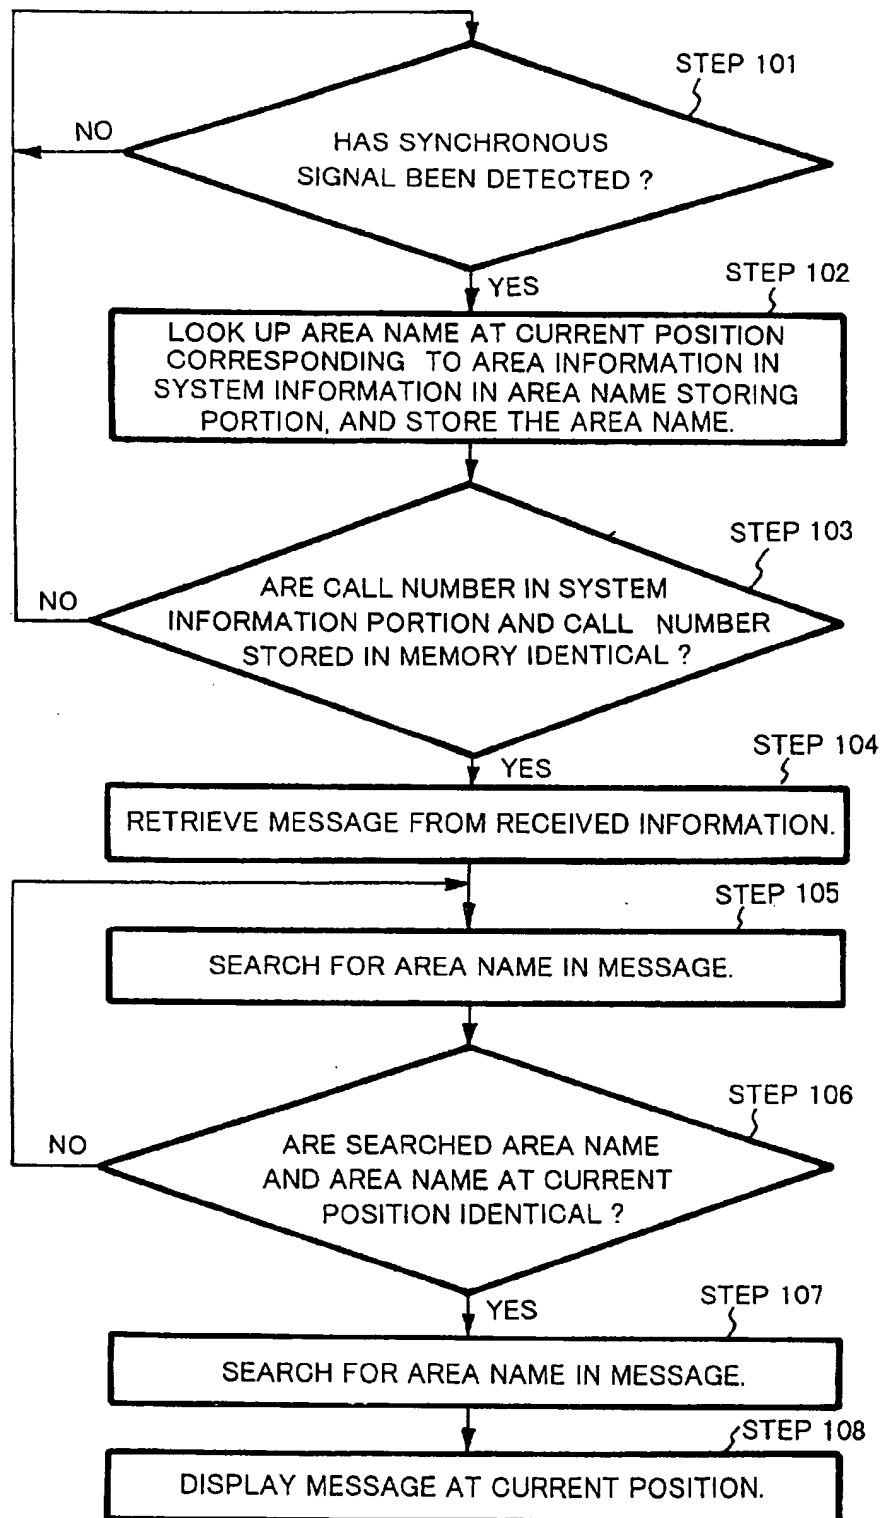 STEP 101
NO
HAS SYNCHRONOUS
SIGNAL BEEN DETECTED ?
YES
STEP 102
LOOK UP AREA NAME AT CURRENT POSITION
CORRESPONDING TO AREA INFORMATION IN
SYSTEM INFORMATION IN AREA NAME STORING
PORTION, AND STORE THE AREA NAME.
STEP 103
NO
ARE CALL NUMBER IN SYSTEM
INFORMATION PORTION AND CALL NUMBER
STORED IN MEMORY IDENTICAL ?
YES
STEP 104
RETRIEVE MESSAGE FROM RECEIVED INFORMATION.
STEP 105
SEARCH FOR AREA NAME IN MESSAGE.
STEP 106
NO
ARE SEARCHED AREA NAME
AND AREA NAME AT CURRENT
POSITION IDENTICAL ?
YES
STEP 107
SEARCH FOR AREA NAME IN MESSAGE.
STEP 108
DISPLAY MESSAGE AT CURRENT POSITION.